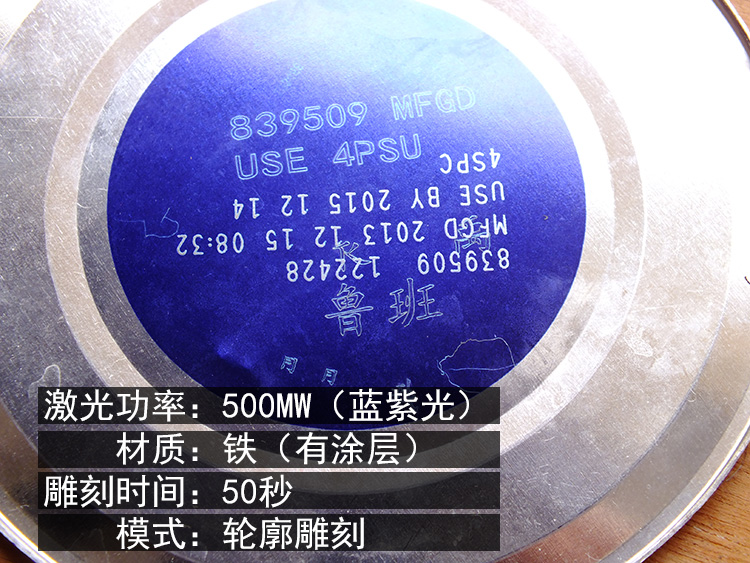 839509 MFGD
USE 4PSU
4SPC
USE BY 2015 12 14
MFGD 2013 12 15 08:32
839509 122428
鲁班
月 月
激光功率：500MW（蓝紫光）
材质：铁（有涂层）
雕刻时间：50秒
模式：轮廓雕刻